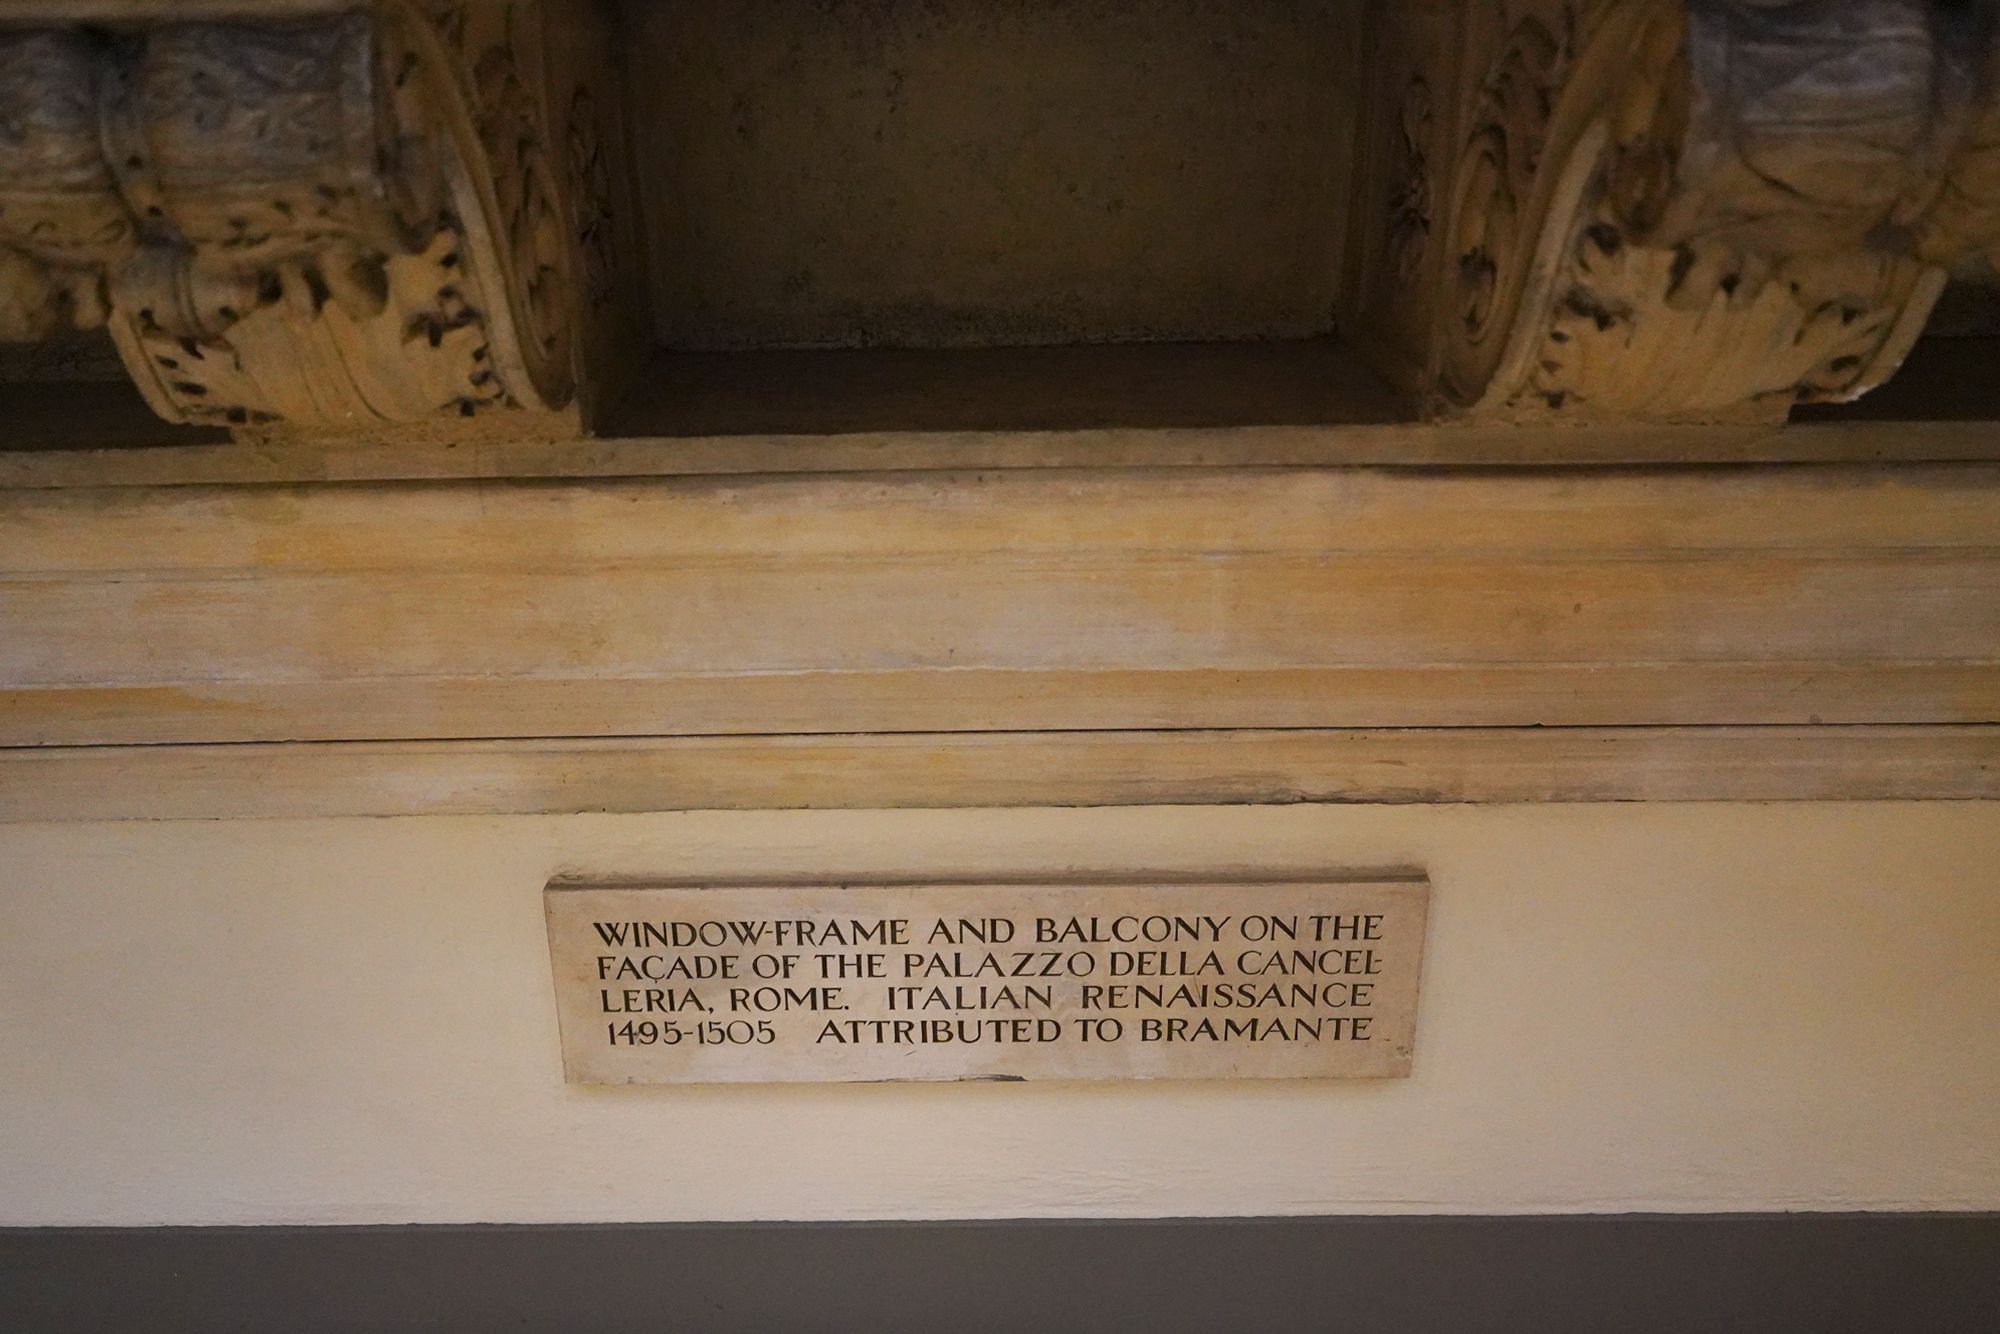 WINDOW-FRAME AND BALCONY ON THE
FAÇADE OF THE PALAZZO DELLA CANCEL-
LERIA, ROME. ITALIAN RENAISSANCE
1495-1505 ATTRIBUTED TO BRAMANTE